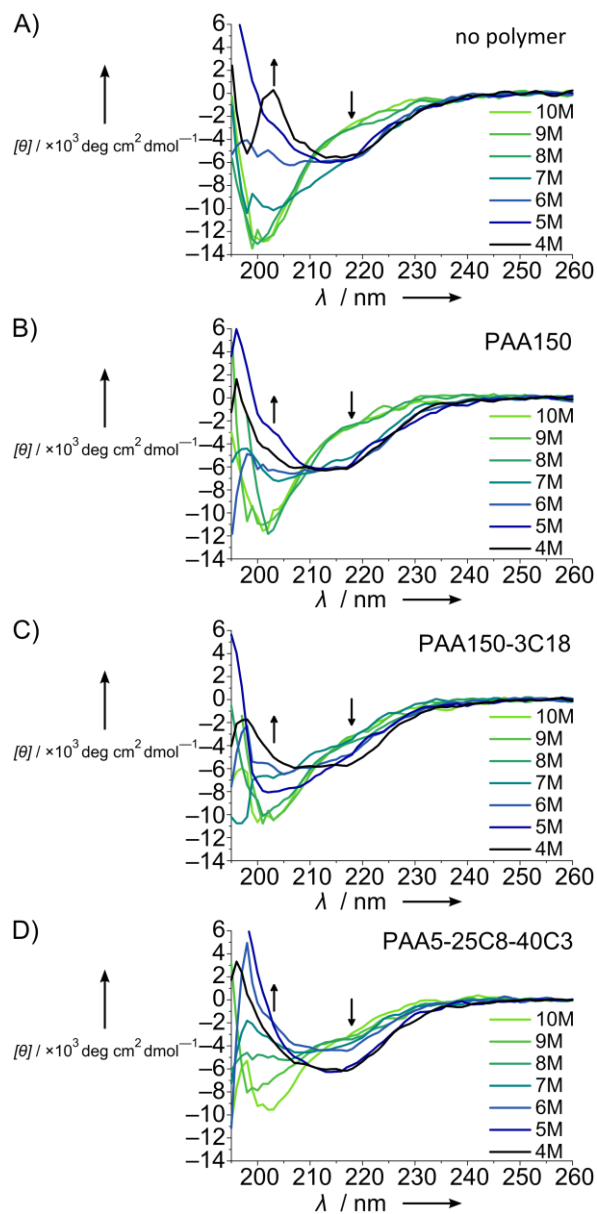 A)
no polymer
[θ] / ×10³ deg cm² dmol⁻¹
6
4
2
0
−2
−4
−6
−8
−10
−12
−14
10M
9M
8M
7M
6M
5M
4M
200 210 220 230 240 250 260
λ / nm
B)
PAA150
[θ] / ×10³ deg cm² dmol⁻¹
6
4
2
0
−2
−4
−6
−8
−10
−12
−14
10M
9M
8M
7M
6M
5M
4M
200 210 220 230 240 250 260
λ / nm
C)
PAA150-3C18
[θ] / ×10³ deg cm² dmol⁻¹
6
4
2
0
−2
−4
−6
−8
−10
−12
−14
10M
9M
8M
7M
6M
5M
4M
200 210 220 230 240 250 260
λ / nm
D)
PAA5-25C8-40C3
[θ] / ×10³ deg cm² dmol⁻¹
6
4
2
0
−2
−4
−6
−8
−10
−12
−14
10M
9M
8M
7M
6M
5M
4M
200 210 220 230 240 250 260
λ / nm